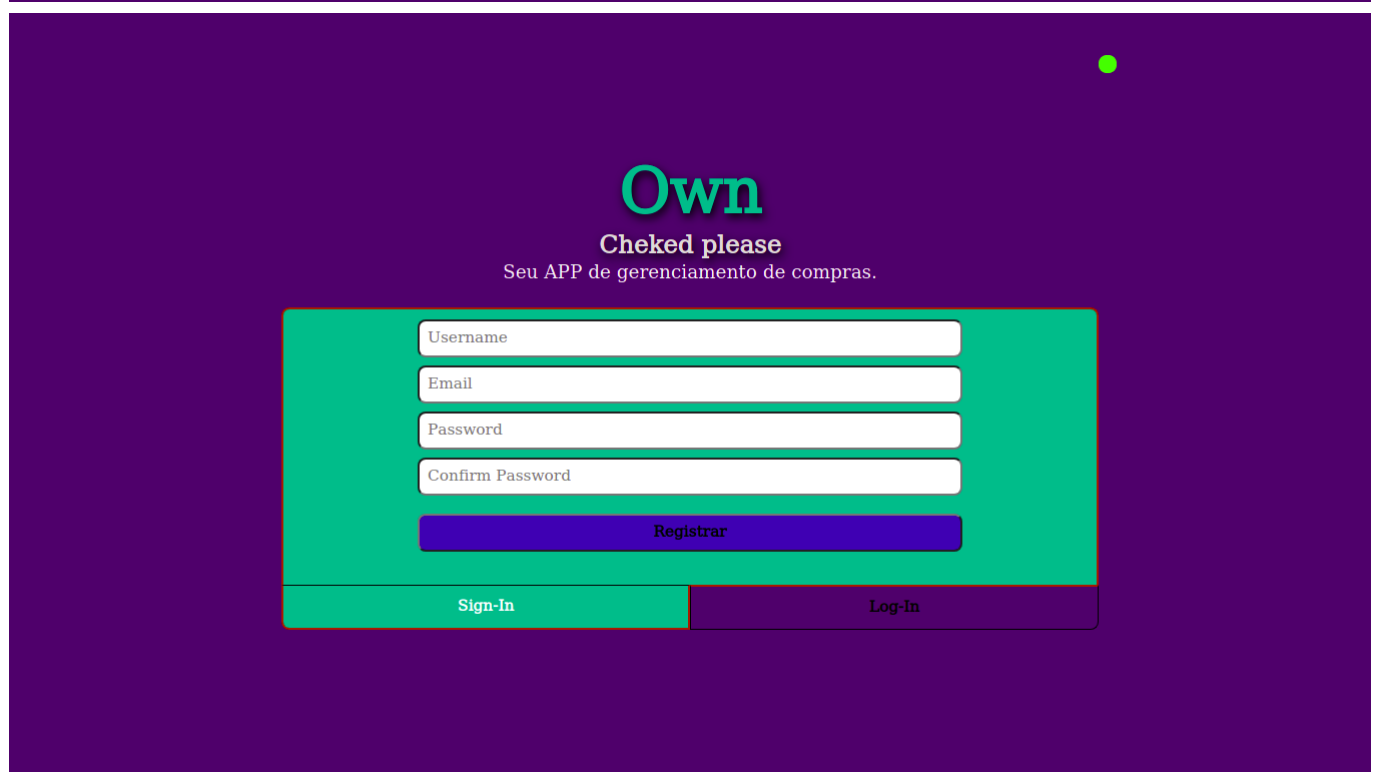 Own
Cheked please
Seu APP de gerenciamento de compras.
Username
Email
Password
Confirm Password
Registrar
Sign-In
Log-In